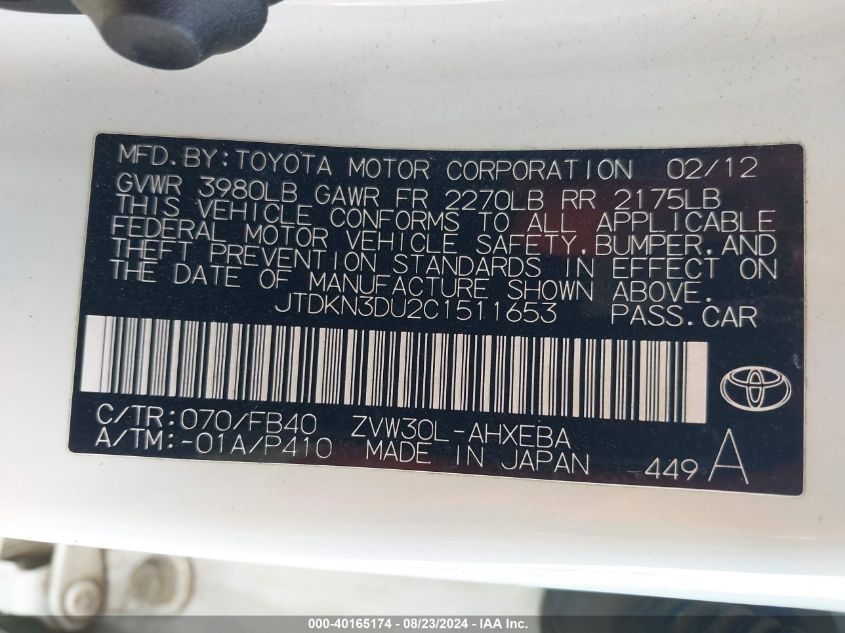 MFD. BY: TOYOTA MOTOR CORPORATION 02/12
GVWR 3980LB GAWR FR 2270LB RR 2175LB
THIS VEHICLE CONFORMS TO ALL APPLICABLE
FEDERAL MOTOR VEHICLE SAFETY, BUMPER, AND
THEFT PREVENTION STANDARDS IN EFFECT ON
THE DATE OF MANUFACTURE SHOWN ABOVE.
JTDKN3DU2C1511653 PASS. CAR
C/TR: 070/FB40 ZVW30L-AHXEBA
A/TM: -01A/P410 MADE IN JAPAN -449 A
000-40165174 - 08/23/2024 - IAA Inc.